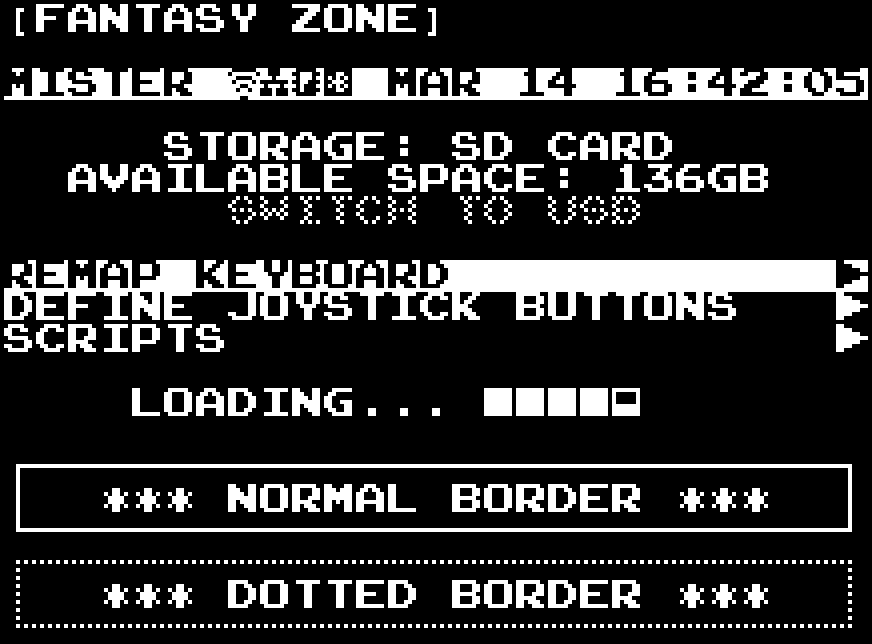 [FANTASY ZONE]
MISTER MAR 14 16:42:05
STORAGE: SD CARD
AVAILABLE SPACE: 136GB
SWITCH TO USB
REMAP KEYBOARD ►
DEFINE JOYSTICK BUTTONS ►
SCRIPTS ►
LOADING...
*** NORMAL BORDER ***
*** DOTTED BORDER ***